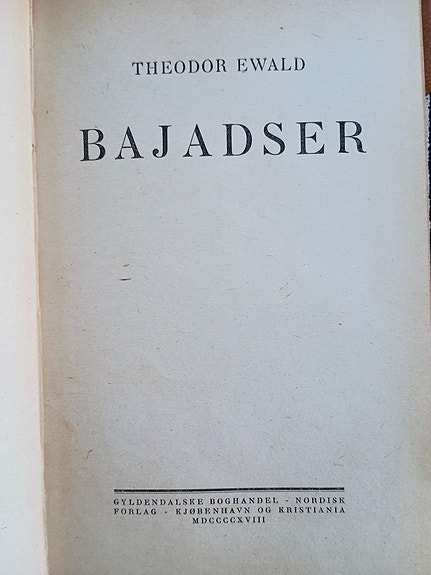 THEODOR EWALD
BAJADSER
GYLDENDALSKE BOGHANDEL - NORDISK
FORLAG - KJØBENHAVN OG KRISTIANIA
MDCCCCXVIII